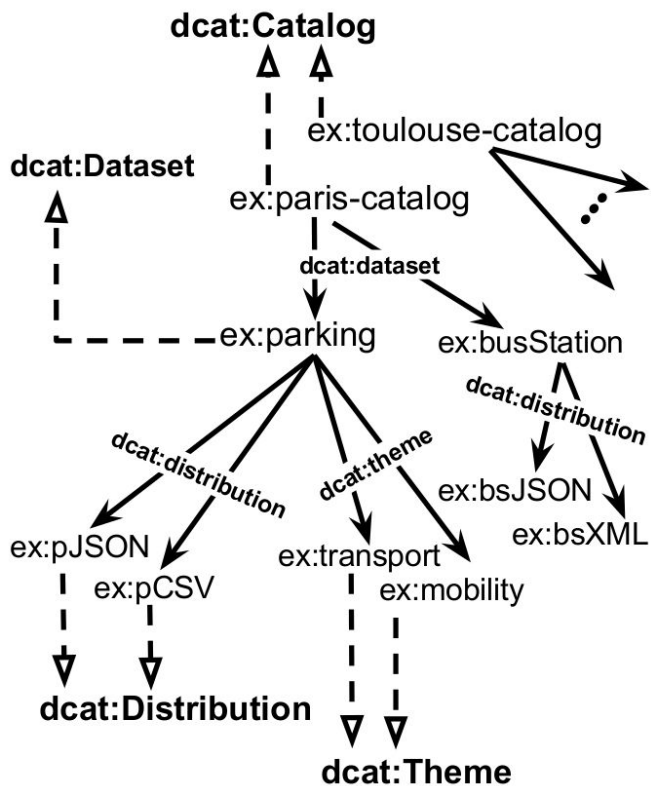 dcat:Catalog
ex:toulouse-catalog
dcat:Dataset
ex:paris-catalog
dcat:dataset
ex:parking
ex:busStation
dcat:distribution
dcat:distribution
dcat:theme
ex:bsJSON
ex:bsXML
ex:pJSON
ex:transport
ex:pCSV
ex:mobility
dcat:Distribution
dcat:Theme